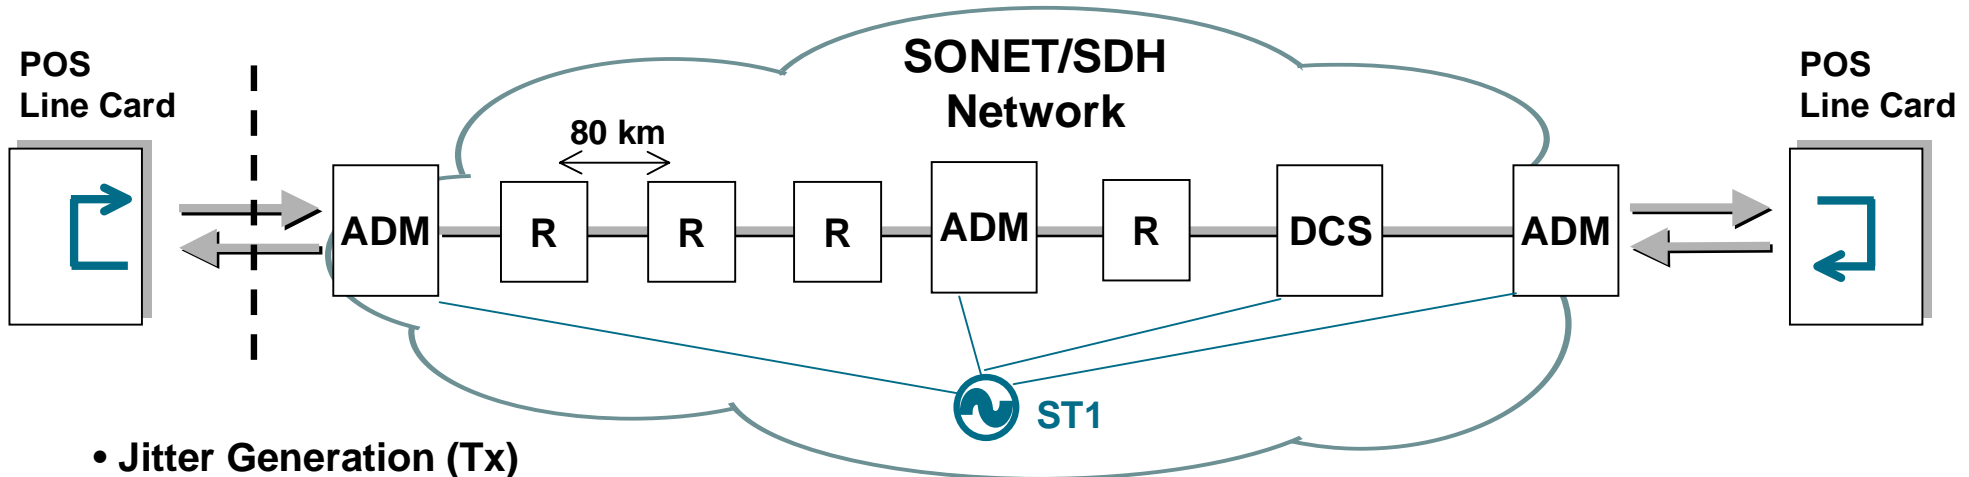 SONET/SDH
Network
POS
Line Card
POS
Line Card
80 km
ADM
R
R
R
ADM
R
DCS
ADM
ST1
• Jitter Generation (Tx)